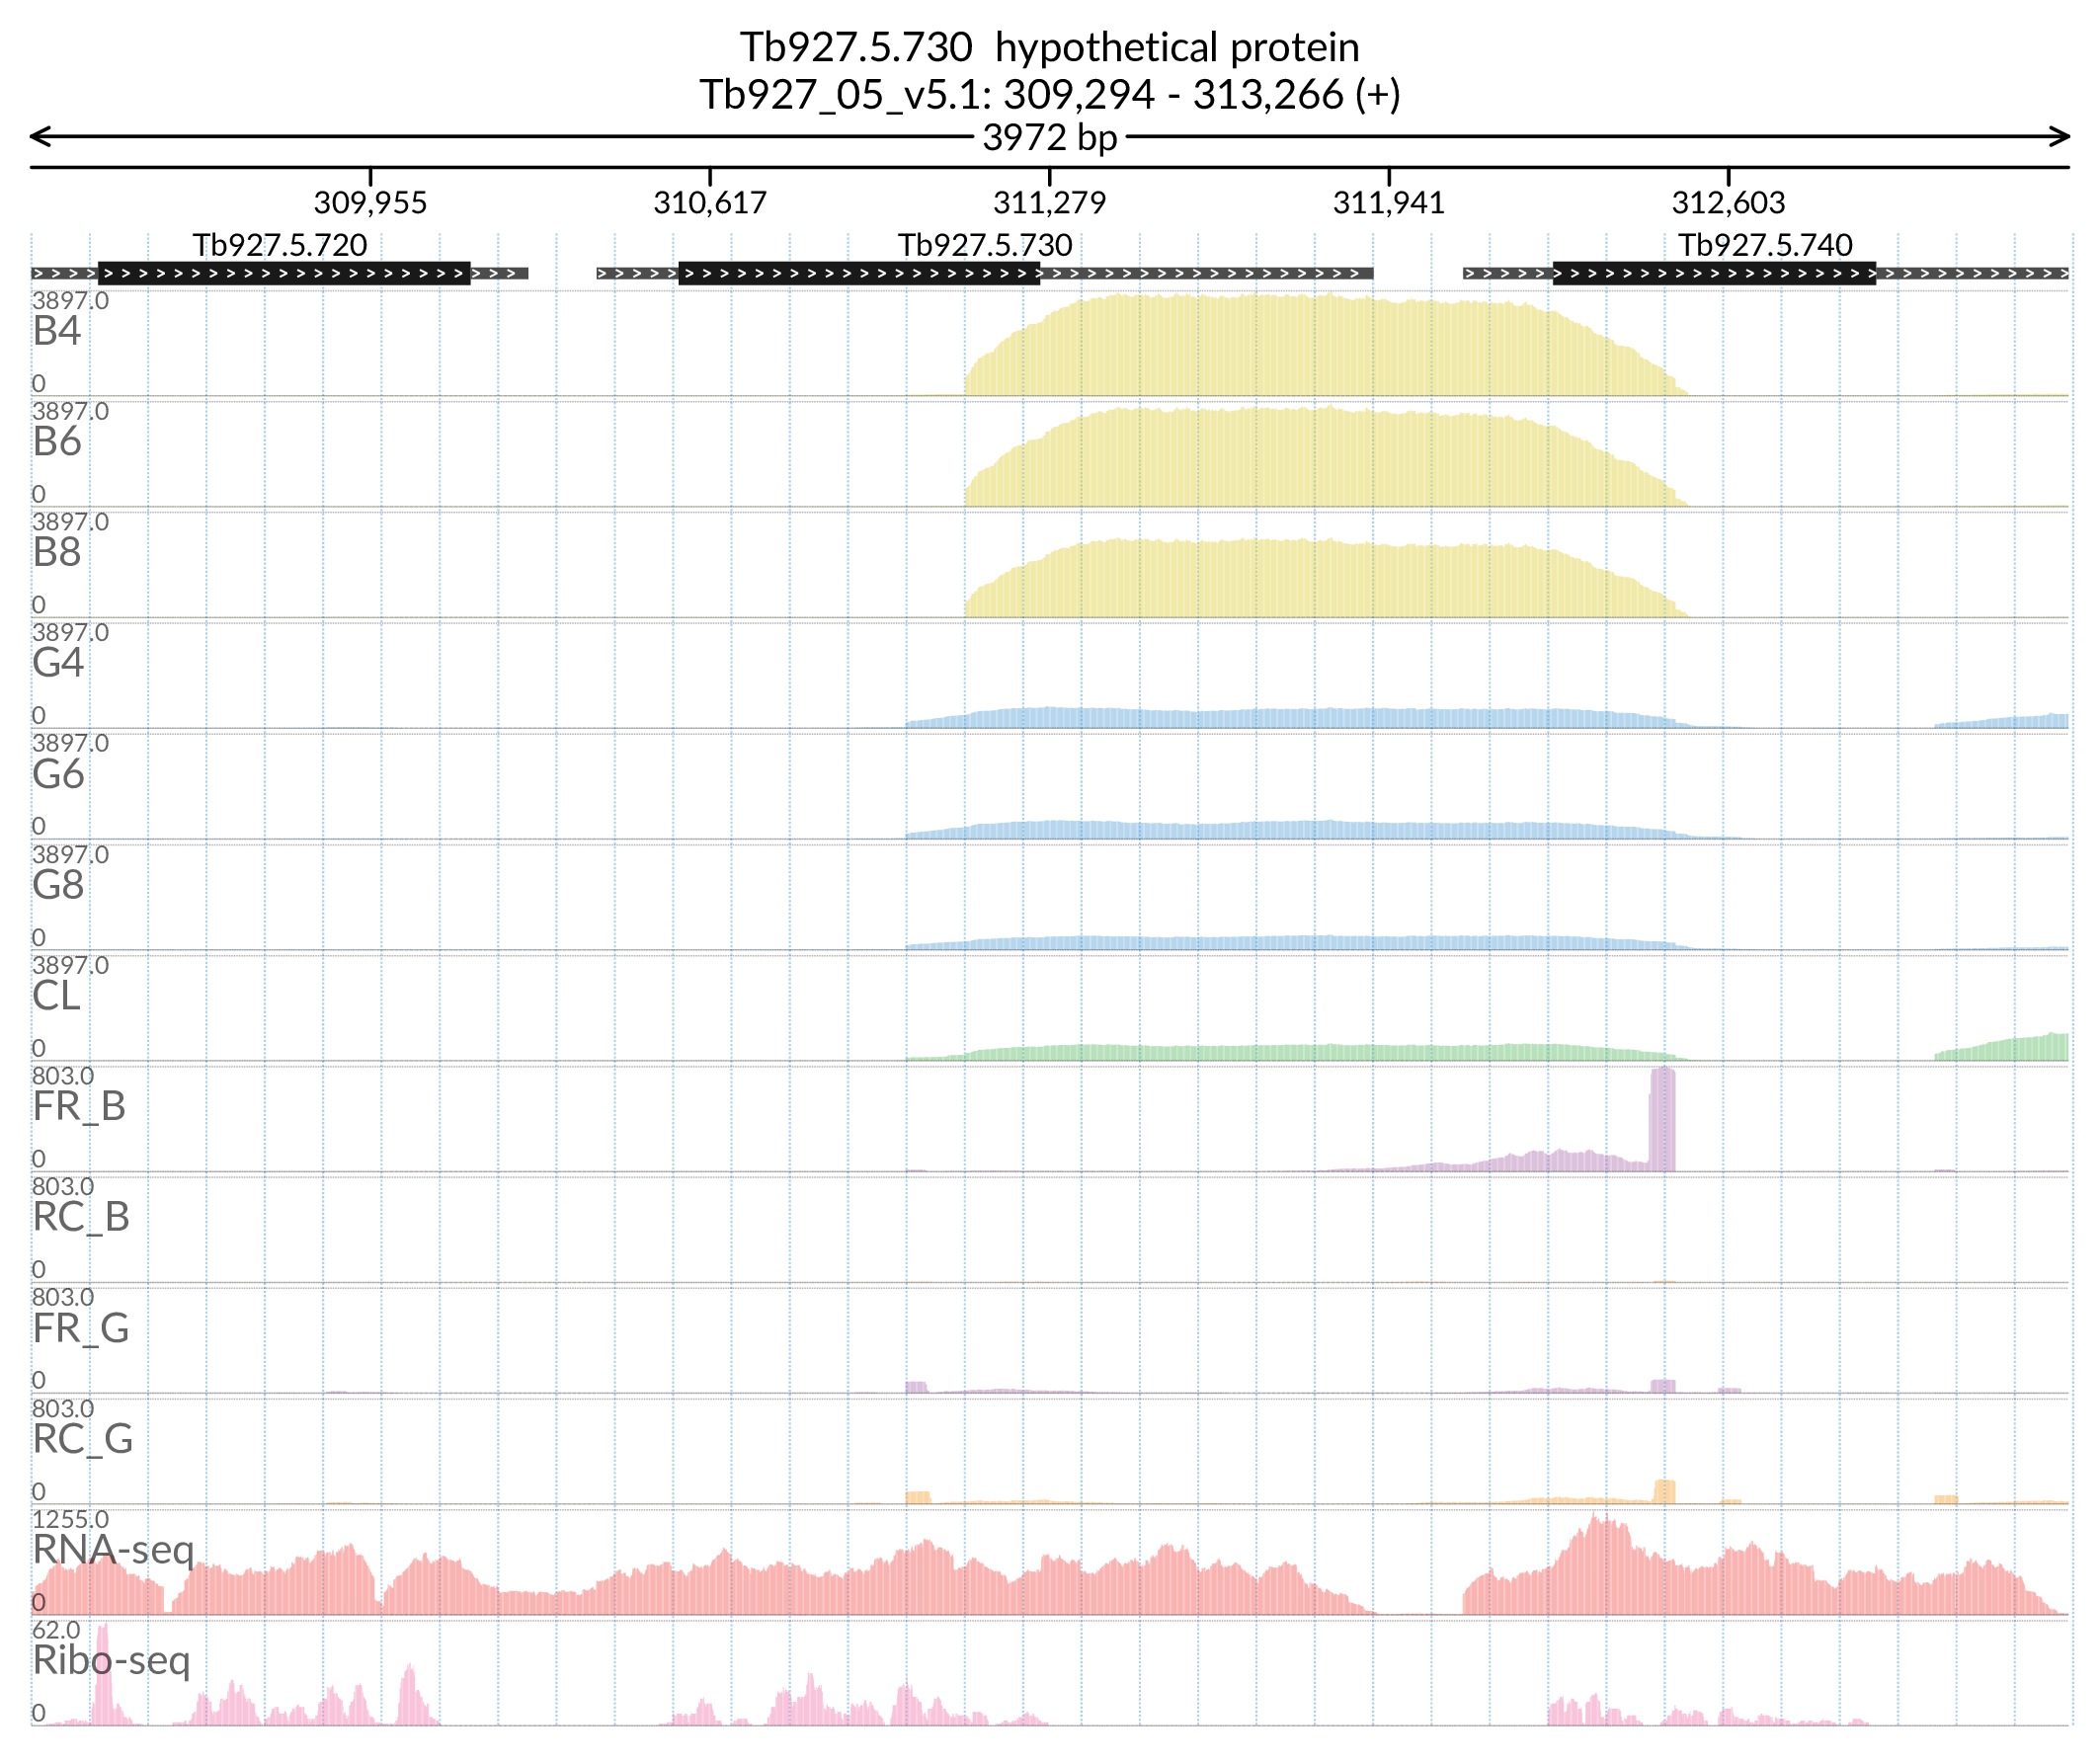 Tb927.5.730 hypothetical protein
Tb927_05_v5.1: 309,294 - 313,266 (+)
3972 bp
309,955 310,617 311,279 311,941 312,603
Tb927.5.720 Tb927.5.730 Tb927.5.740
3897.0
B4
0
3897.0
B6
0
3897.0
B8
0
3897.0
G4
0
3897.0
G6
0
3897.0
G8
0
3897.0
CL
0
803.0
FR_B
0
803.0
RC_B
0
803.0
FR_G
0
803.0
RC_G
0
1255.0
RNA-seq
0
62.0
Ribo-seq
0